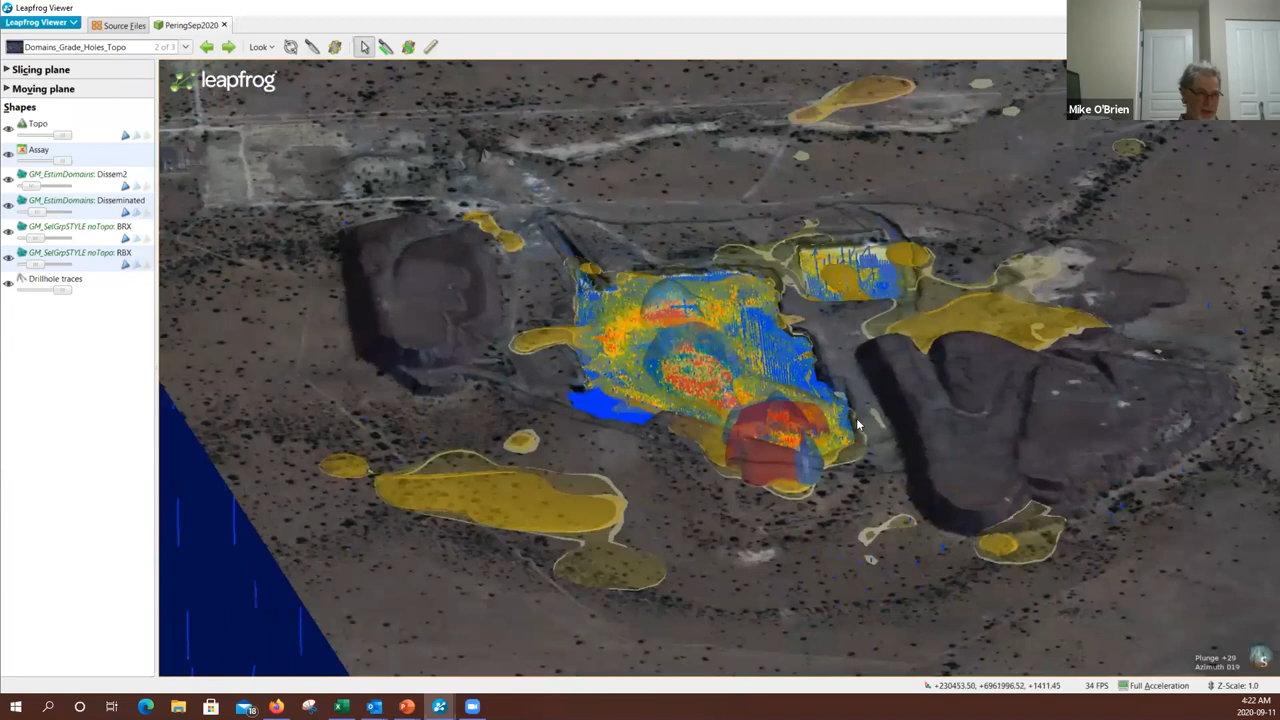 Leapfrog Viewer
Leapfrog Viewer
Source Files
PeringSep2020
Domains_Grade_Holes_Topo
2 of 3
Look
Slicing plane
Moving plane
Shapes
Topo
Assay
GM_EstimDomains: Dissem2
GM_EstimDomains: Disseminated
GM_SelGrpSTYLE noTopo: BRX
GM_SelGrpSTYLE noTopo: RBX
Drillhole traces
leapfrog
Mike O'Brien
Plunge +29
Azimuth 019
S
+230453.50, +6961996.52, +1411.45
34 FPS
Full Acceleration
Z-Scale: 1.0
18
4:22 AM
2020-09-11